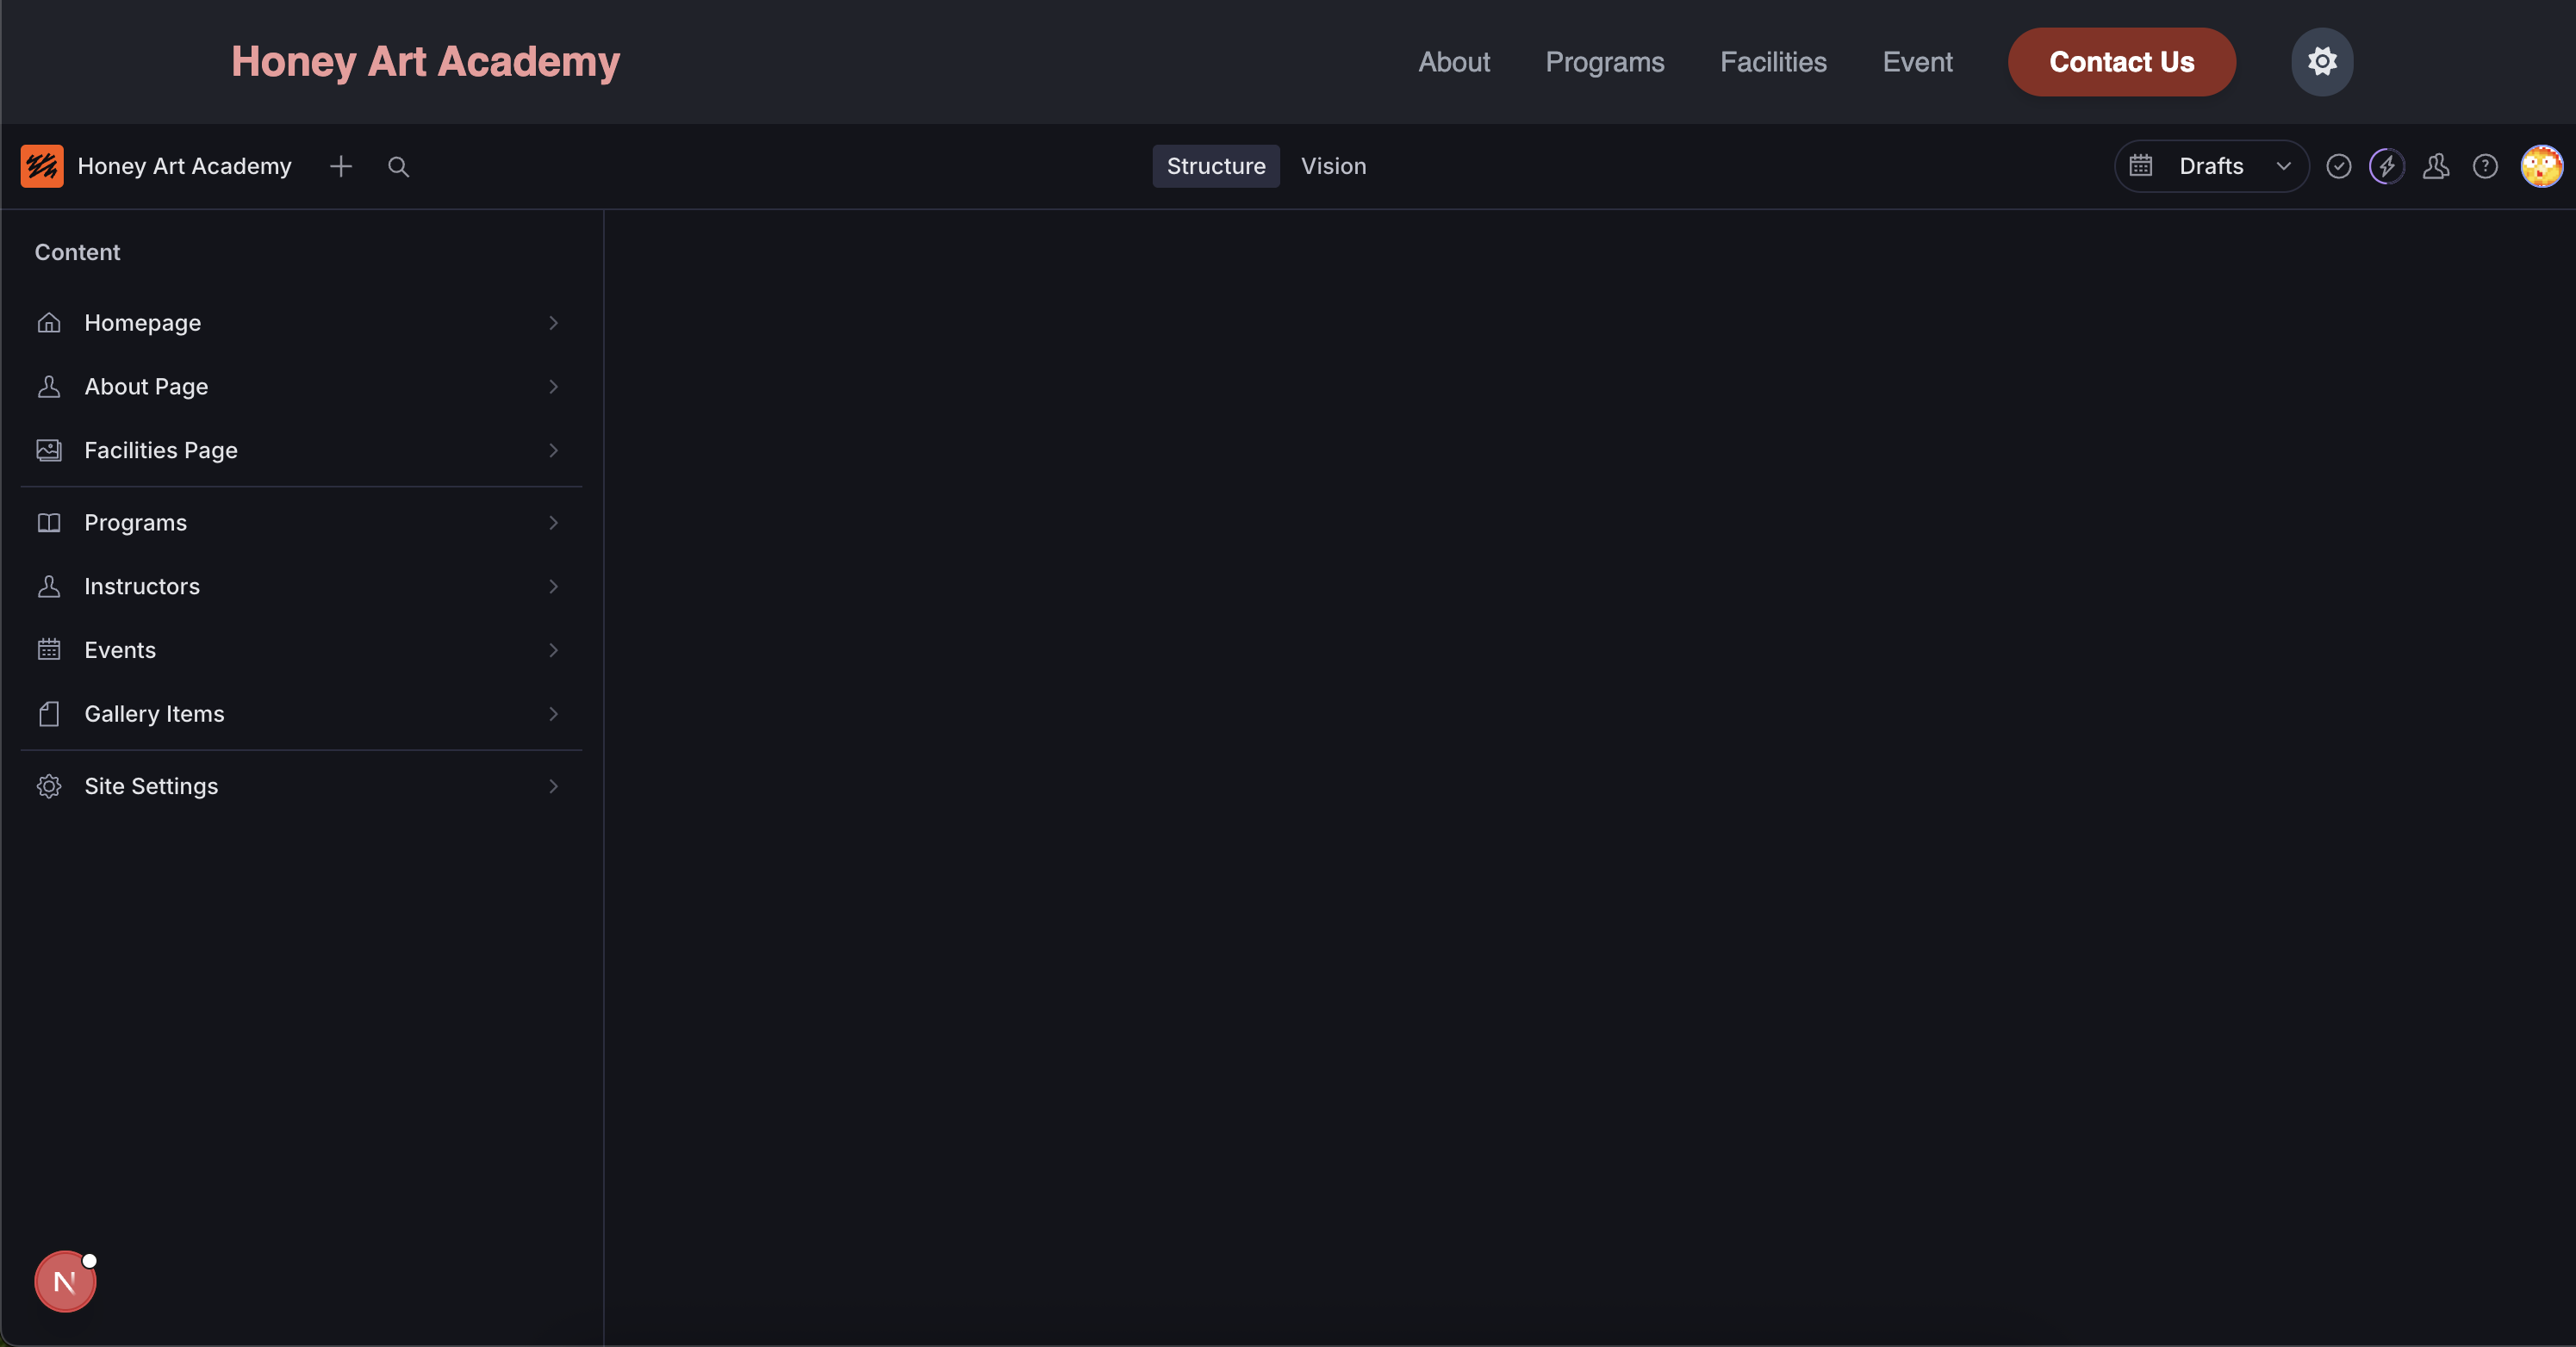 Honey Art Academy
About Programs Facilities Event Contact Us
Honey Art Academy Structure Vision Drafts
Content
Homepage
About Page
Facilities Page
Programs
Instructors
Events
Gallery Items
Site Settings
N